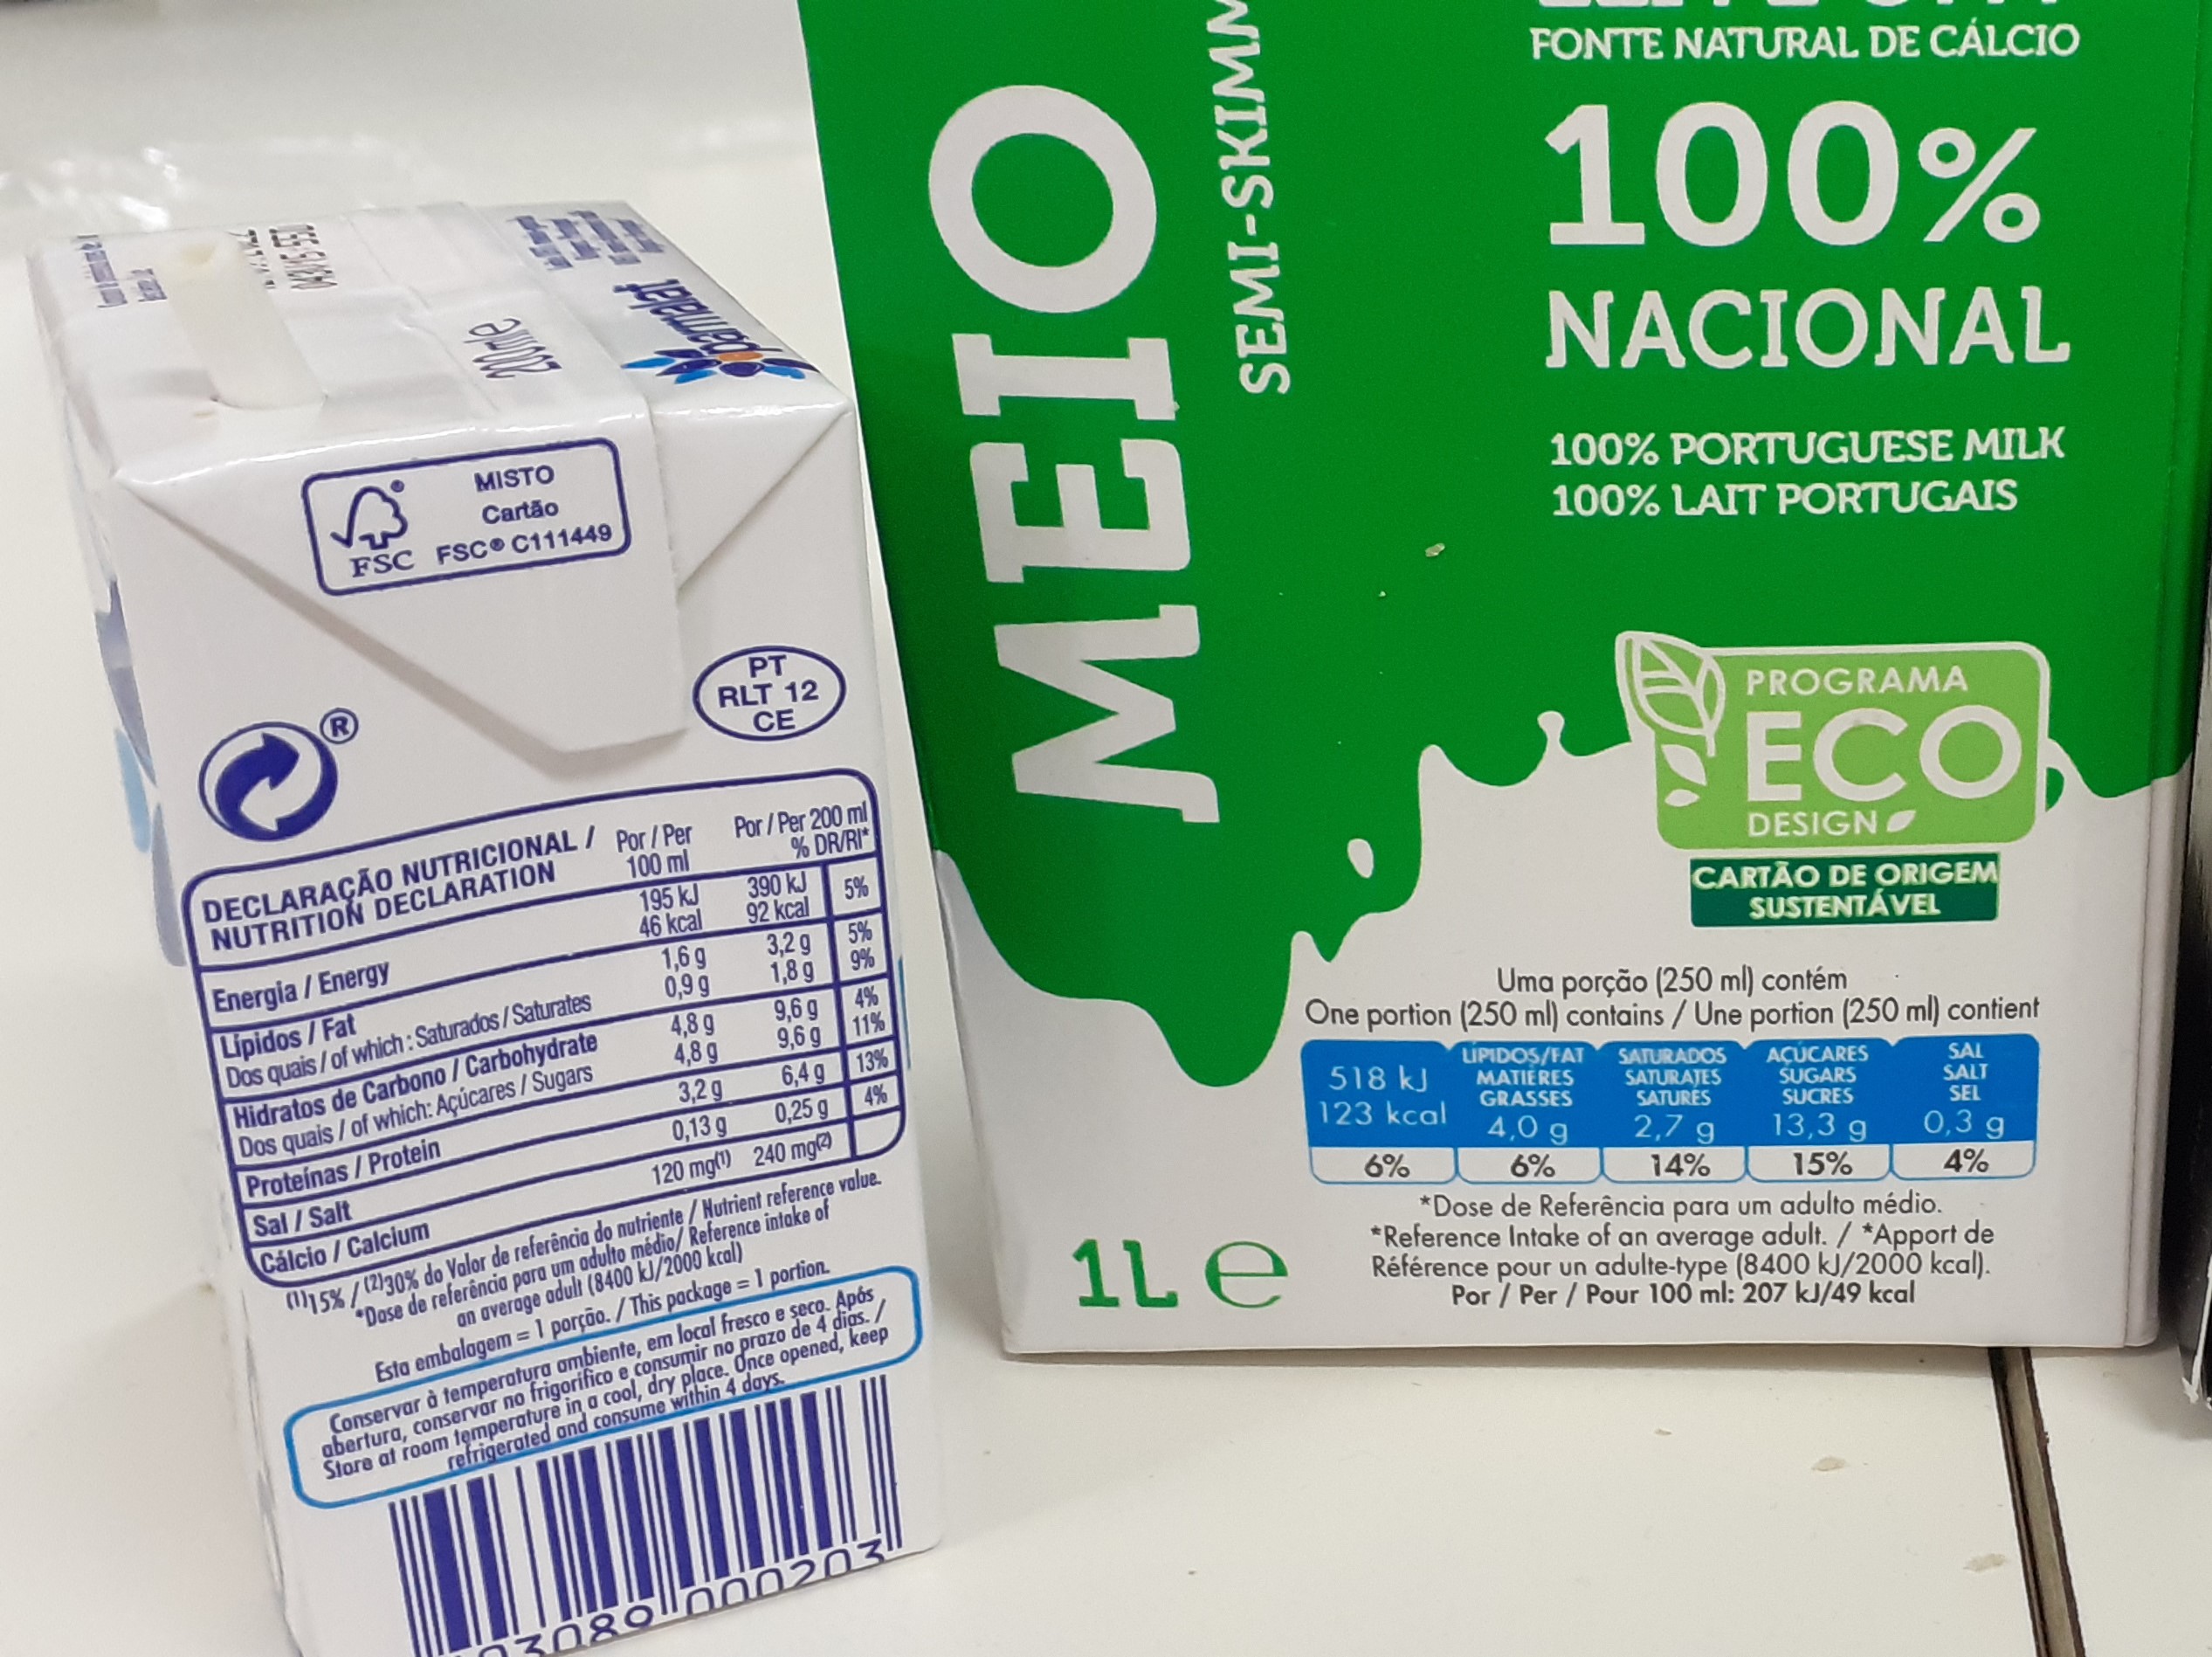 parmalat
200ml e
MISTO
Cartão
FSC FSC® C111449
PT
RLT 12
CE
®
DECLARAÇÃO NUTRICIONAL / Por / Per Por / Per 200 ml
NUTRITION DECLARATION 100 ml % DR/RI*
Energia / Energy 195 kJ 390 kJ 5%
46 kcal 92 kcal
Lípidos / Fat 1,6 g 3,2 g 5%
Dos quais / of which : Saturados / Saturates 0,9 g 1,8 g 9%
Hidratos de Carbono / Carbohydrate 4,8 g 9,6 g 4%
Dos quais / of which: Açúcares / Sugars 4,8 g 9,6 g 11%
Proteínas / Protein 3,2 g 6,4 g 13%
Sal / Salt 0,13 g 0,25 g 4%
Cálcio / Calcium 120 mg(1) 240 mg(2)
(1)15% / (2)30% do Valor de referência do nutriente / Nutrient reference value.
*Dose de referência para um adulto médio/ Reference intake of
an average adult (8400 kJ/2000 kcal)
Esta embalagem = 1 porção. / This package = 1 portion.
Conservar à temperatura ambiente, em local fresco e seco. Após
abertura, conservar no frigorífico e consumir no prazo de 4 dias. /
Store at room temperature in a cool, dry place. Once opened, keep
refrigerated and consume within 4 days.
03089 000203
MEIO
FONTE NATURAL DE CÁLCIO
100%
NACIONAL
100% PORTUGUESE MILK
100% LAIT PORTUGAIS
PROGRAMA
ECO
DESIGN
CARTÃO DE ORIGEM
SUSTENTÁVEL
Uma porção (250 ml) contém
One portion (250 ml) contains / Une portion (250 ml) contient
518 kJ
123 kcal
6%
LÍPIDOS/FAT
MATIÈRES
GRASSES
4,0 g
6%
SATURADOS
SATURATES
SATURÉS
2,7 g
14%
AÇÚCARES
SUGARS
SUCRES
13,3 g
15%
SAL
SALT
SEL
0,3 g
4%
*Dose de Referência para um adulto médio.
*Reference Intake of an average adult. / *Apport de
Référence pour un adulte-type (8400 kJ/2000 kcal).
Por / Per / Pour 100 ml: 207 kJ/49 kcal
1L e